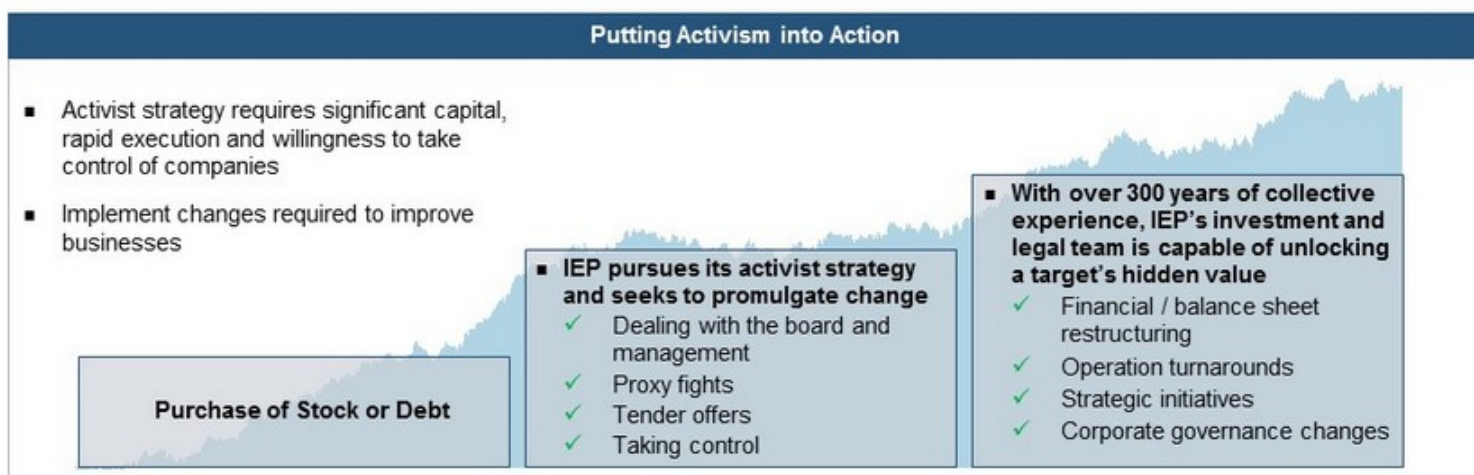 Putting Activism into Action
■ Activist strategy requires significant capital,
rapid execution and willingness to take
control of companies
■ Implement changes required to improve
businesses
Purchase of Stock or Debt
■ IEP pursues its activist strategy
and seeks to promulgate change
✓ Dealing with the board and
management
✓ Proxy fights
✓ Tender offers
✓ Taking control
■ With over 300 years of collective
experience, IEP's investment and
legal team is capable of unlocking
a target's hidden value
✓ Financial / balance sheet
restructuring
✓ Operation turnarounds
✓ Strategic initiatives
✓ Corporate governance changes